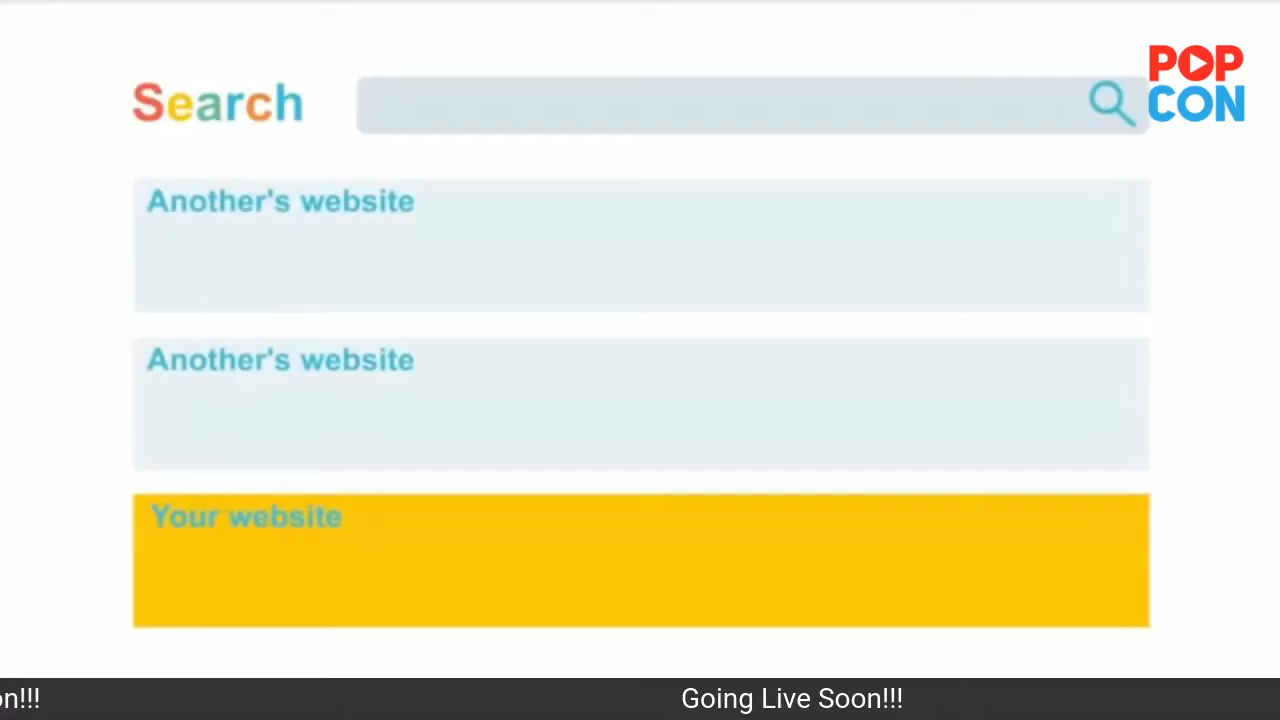 Search
POP
CON
Another's website
Another's website
Your website
on!!! Going Live Soon!!!